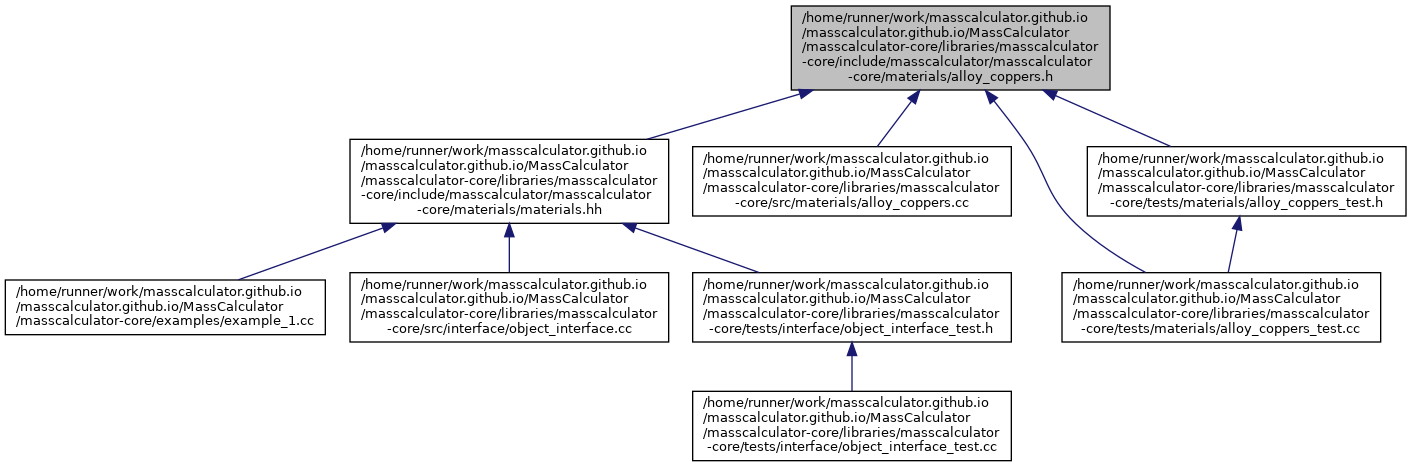 /home/runner/work/masscalculator.github.io
/masscalculator.github.io/MassCalculator
/masscalculator-core/libraries/masscalculator
-core/include/masscalculator/masscalculator
-core/materials/alloy_coppers.h
/home/runner/work/masscalculator.github.io
/masscalculator.github.io/MassCalculator
/masscalculator-core/libraries/masscalculator
-core/include/masscalculator/masscalculator
-core/materials/materials.hh
/home/runner/work/masscalculator.github.io
/masscalculator.github.io/MassCalculator
/masscalculator-core/libraries/masscalculator
-core/src/materials/alloy_coppers.cc
/home/runner/work/masscalculator.github.io
/masscalculator.github.io/MassCalculator
/masscalculator-core/libraries/masscalculator
-core/tests/materials/alloy_coppers_test.h
/home/runner/work/masscalculator.github.io
/masscalculator.github.io/MassCalculator
/masscalculator-core/examples/example_1.cc
/home/runner/work/masscalculator.github.io
/masscalculator.github.io/MassCalculator
/masscalculator-core/libraries/masscalculator
-core/src/interface/object_interface.cc
/home/runner/work/masscalculator.github.io
/masscalculator.github.io/MassCalculator
/masscalculator-core/libraries/masscalculator
-core/tests/interface/object_interface_test.h
/home/runner/work/masscalculator.github.io
/masscalculator.github.io/MassCalculator
/masscalculator-core/libraries/masscalculator
-core/tests/materials/alloy_coppers_test.cc
/home/runner/work/masscalculator.github.io
/masscalculator.github.io/MassCalculator
/masscalculator-core/libraries/masscalculator
-core/tests/interface/object_interface_test.cc